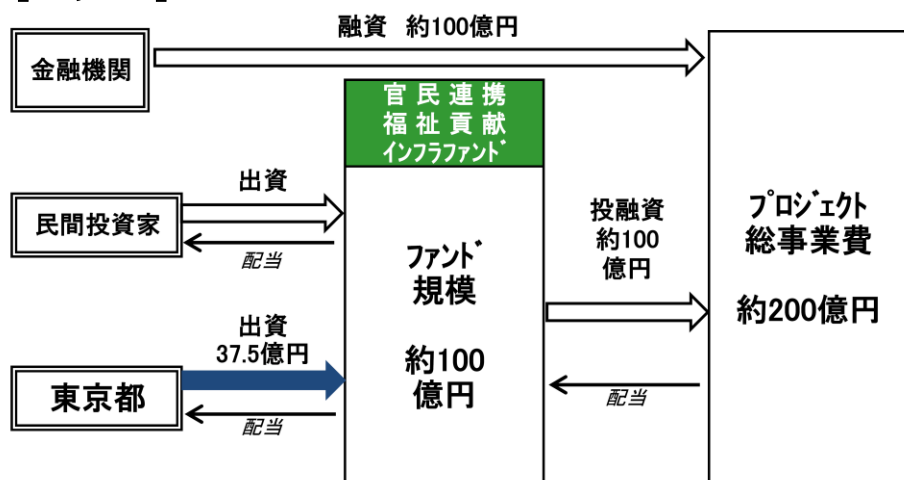 融資 約100億円
金融機関
官民連携
福祉貢献
インフラファンド
出資
民間投資家
配当
ファンド
規模
約100
億円
投融資
約100
億円
プロジェクト
総事業費
約200億円
出資
37.5億円
東京都
配当
配当